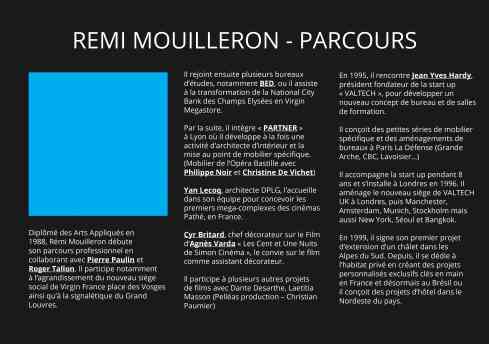 REMI MOUILLERON - PARCOURS
Diplômé des Arts Appliqués en
1988, Rémi Mouilleron débute
son parcours professionnel en
collaborant avec Pierre Paulin et
Roger Tallon. Il participe notamment
à l'agrandissement du nouveau siège
social de Virgin France place des Vosges
ainsi qu'à la signalétique du Grand
Louvres.
Il rejoint ensuite plusieurs bureaux
d'études, notamment BED, ou il assiste
à la transformation de la National City
Bank des Champs Elysées en Virgin
Megastore.
Par la suite, il intègre « PARTNER »
à Lyon où il développe à la fois une
activité d'architecte d'intérieur et la
mise au point de mobilier spécifique.
(Mobilier de l'Opéra Bastille avec
Philippe Noir et Christine De Vichet)
Yan Lecoq, architecte DPLG, l'accueille
dans son équipe pour concevoir les
premiers mega-complexes des cinémas
Pathé, en France.
Cyr Britard, chef décorateur sur le Film
d'Agnès Varda « Les Cent et Une Nuits
de Simon Cinéma », le convie sur le film
comme assistant décorateur.
Il participe à plusieurs autres projets
de films avec Dante Desarthe, Laetitia
Masson (Pelléas production – Christian
Paumier)
En 1995, il rencontre Jean Yves Hardy,
président fondateur de la start up
« VALTECH », pour développer un
nouveau concept de bureau et de salles
de formation.
Il conçoit des petites séries de mobilier
spécifique et des aménagements de
bureaux à Paris La Défense (Grande
Arche, CBC, Lavoisier...)
Il accompagne la start up pendant 8
ans et s'installe à Londres en 1996. Il
aménage le nouveau siège de VALTECH
UK à Londres, puis Manchester,
Amsterdam, Munich, Stockholm mais
aussi New York, Séoul et Bangkok.
En 1999, il signe son premier projet
d'extension d'un châlet dans les
Alpes du Sud. Depuis, il se dédie à
l'habitat privé en créant des projets
personnalisés exclusifs clés en main
en France et désormais au Brésil ou
il conçoit des projets d'hôtel dans le
Nordeste du pays.